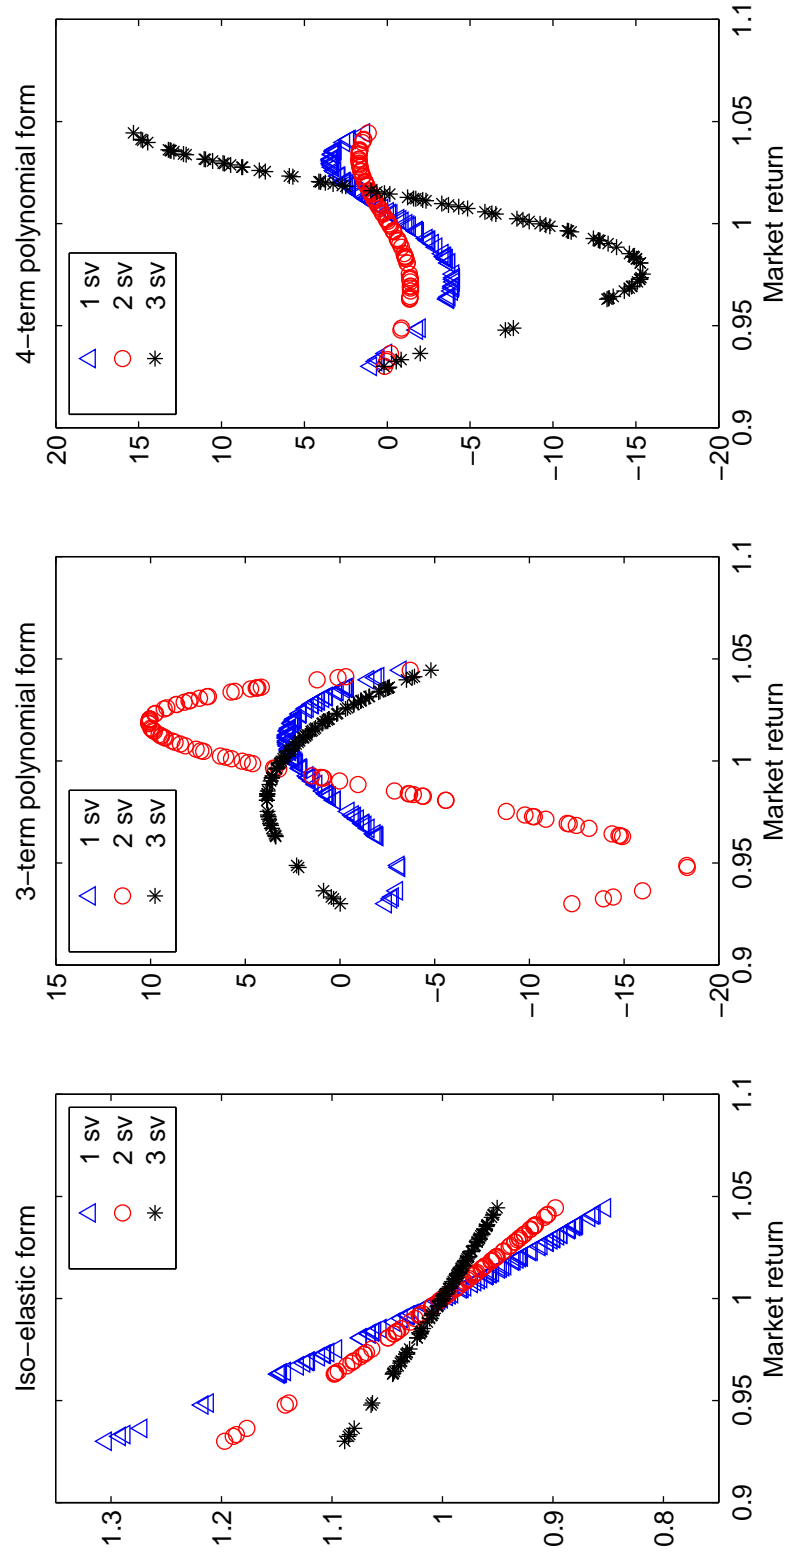 Iso−elastic form
1 sv
2 sv
3 sv
1.3
1.2
1.1
1
0.9
0.8
0.9 0.95 1 1.05 1.1
Market return
3−term polynomial form
1 sv
2 sv
3 sv
15
10
5
0
−5
−10
−15
−20
0.9 0.95 1 1.05 1.1
Market return
4−term polynomial form
1 sv
2 sv
3 sv
20
15
10
5
0
−5
−10
−15
−20
0.9 0.95 1 1.05 1.1
Market return